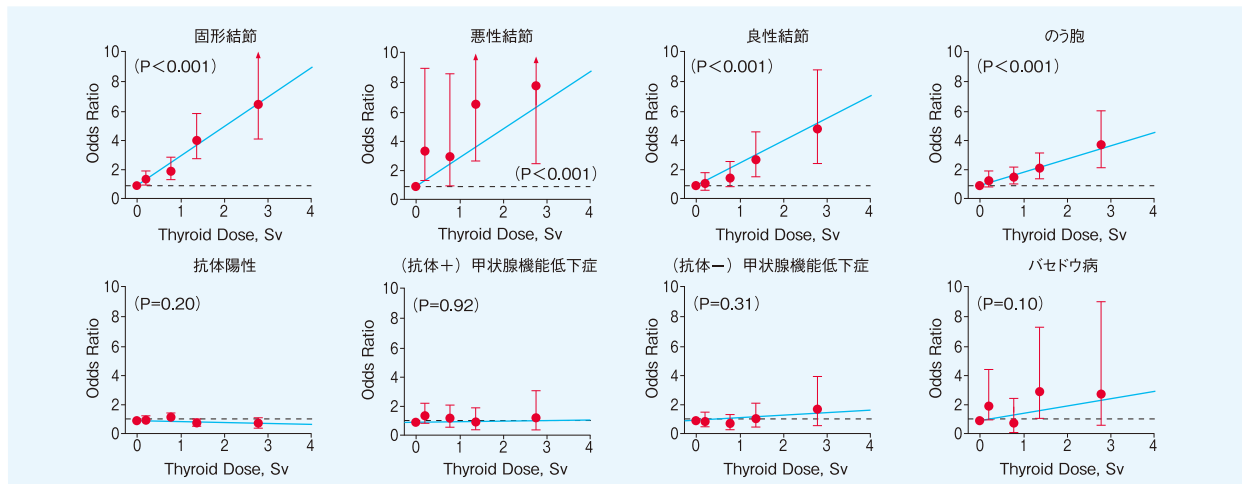 固形結節
10
8
6
4
2
0
Odds Ratio
(P<0.001)
0 1 2 3 4
Thyroid Dose, Sv
悪性結節
10
8
6
4
2
0
Odds Ratio
(P<0.001)
0 1 2 3 4
Thyroid Dose, Sv
良性結節
10
8
6
4
2
0
Odds Ratio
(P<0.001)
0 1 2 3 4
Thyroid Dose, Sv
のう胞
10
8
6
4
2
0
Odds Ratio
(P<0.001)
0 1 2 3 4
Thyroid Dose, Sv
抗体陽性
10
8
6
4
2
0
Odds Ratio
(P=0.20)
0 1 2 3 4
Thyroid Dose, Sv
(抗体+) 甲状腺機能低下症
10
8
6
4
2
0
Odds Ratio
(P=0.92)
0 1 2 3 4
Thyroid Dose, Sv
(抗体−) 甲状腺機能低下症
10
8
6
4
2
0
Odds Ratio
(P=0.31)
0 1 2 3 4
Thyroid Dose, Sv
バセドウ病
10
8
6
4
2
0
Odds Ratio
(P=0.10)
0 1 2 3 4
Thyroid Dose, Sv